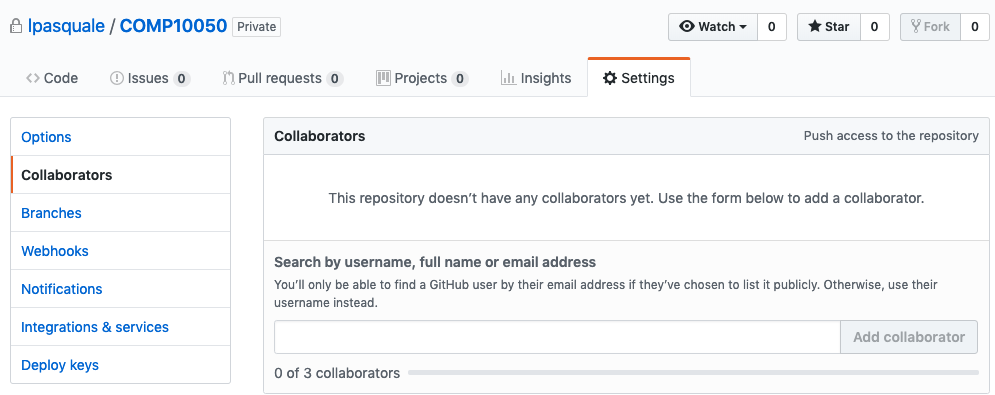 lpasquale / COMP10050 Private
Watch 0 Star 0 Fork 0
Code Issues 0 Pull requests 0 Projects 0 Insights Settings
Options
Collaborators
Branches
Webhooks
Notifications
Integrations & services
Deploy keys
Collaborators Push access to the repository
This repository doesn’t have any collaborators yet. Use the form below to add a collaborator.
Search by username, full name or email address
You’ll only be able to find a GitHub user by their email address if they’ve chosen to list it publicly. Otherwise, use their
username instead.
Add collaborator
0 of 3 collaborators